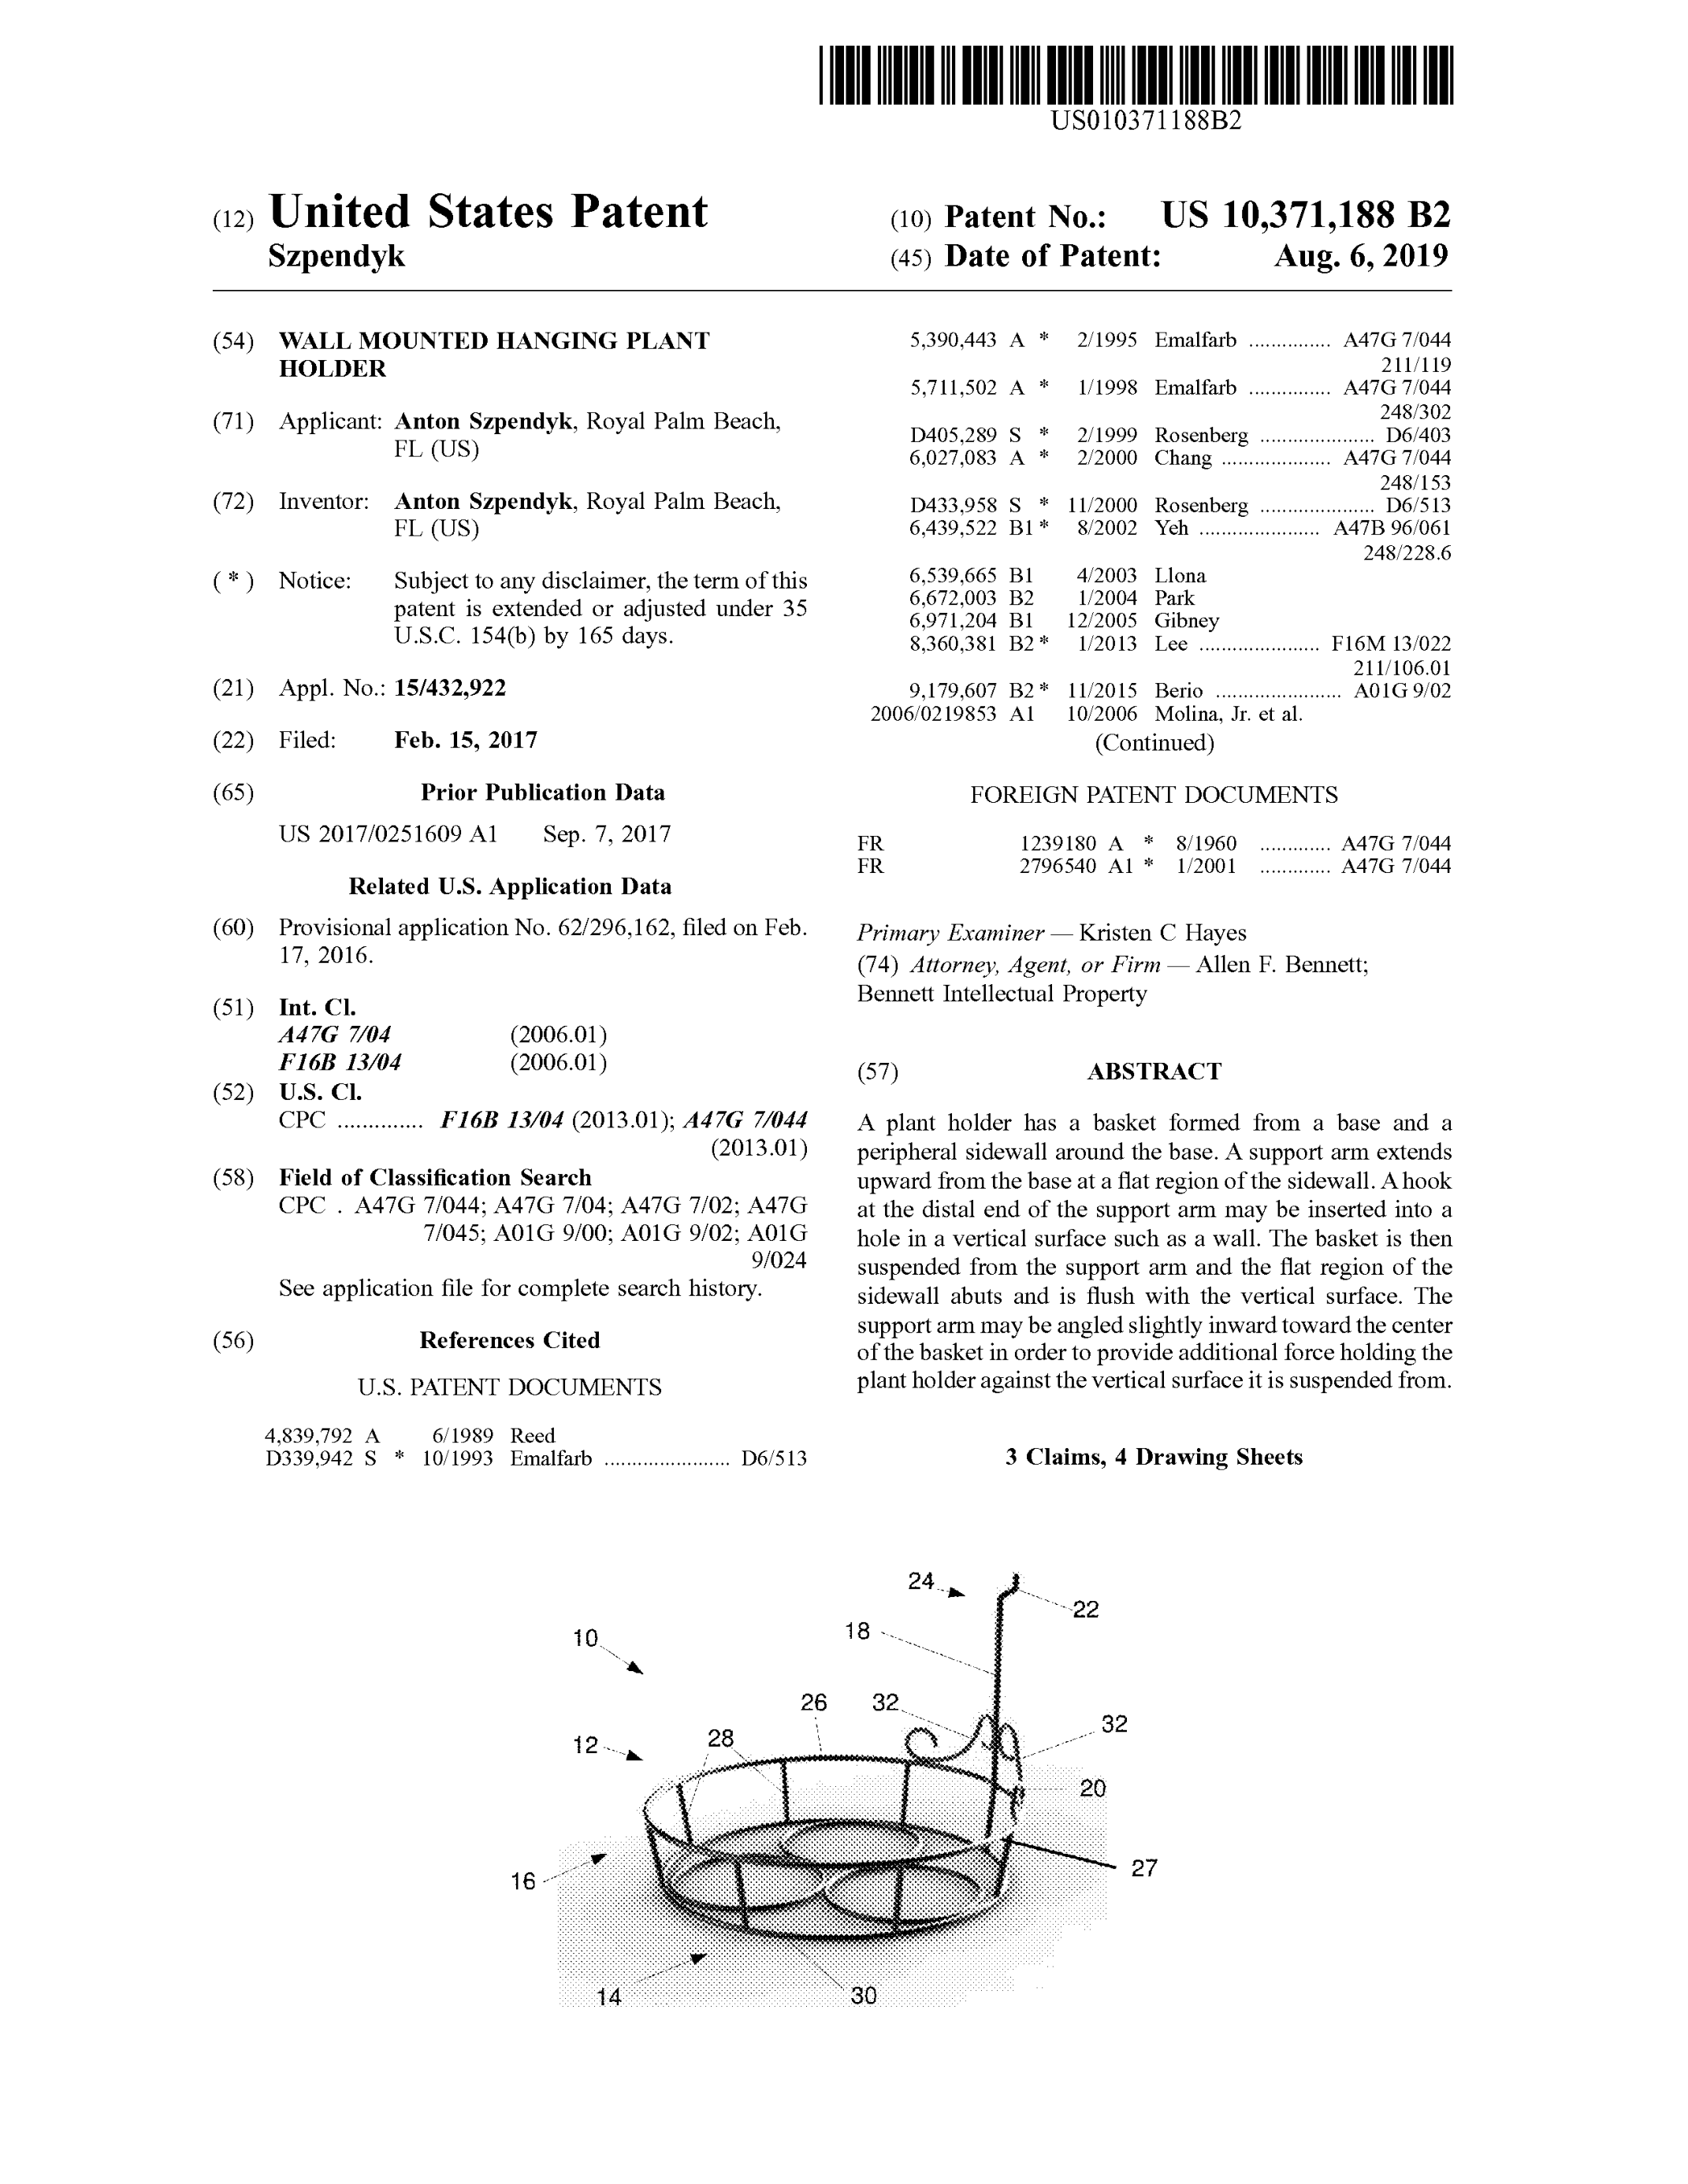 US010371188B2
(12) United States Patent
Szpendyk
(10) Patent No.: US 10,371,188 B2
(45) Date of Patent: Aug. 6, 2019
(54) WALL MOUNTED HANGING PLANT
HOLDER
(71) Applicant: Anton Szpendyk, Royal Palm Beach,
FL (US)
(72) Inventor: Anton Szpendyk, Royal Palm Beach,
FL (US)
( * ) Notice: Subject to any disclaimer, the term of this
patent is extended or adjusted under 35
U.S.C. 154(b) by 165 days.
(21) Appl. No.: 15/432,922
(22) Filed: Feb. 15, 2017
(65) Prior Publication Data
US 2017/0251609 A1 Sep. 7, 2017
Related U.S. Application Data
(60) Provisional application No. 62/296,162, filed on Feb.
17, 2016.
(51) Int. Cl.
A47G 7/04 (2006.01)
F16B 13/04 (2006.01)
(52) U.S. Cl.
CPC .............. F16B 13/04 (2013.01); A47G 7/044
(2013.01)
(58) Field of Classification Search
CPC . A47G 7/044; A47G 7/04; A47G 7/02; A47G
7/045; A01G 9/00; A01G 9/02; A01G
9/024
See application file for complete search history.
(56) References Cited
U.S. PATENT DOCUMENTS
4,839,792 A 6/1989 Reed
D339,942 S * 10/1993 Emalfarb ....................... D6/513
5,390,443 A * 2/1995 Emalfarb ............... A47G 7/044
211/119
5,711,502 A * 1/1998 Emalfarb ............... A47G 7/044
248/302
D405,289 S * 2/1999 Rosenberg ..................... D6/403
6,027,083 A * 2/2000 Chang .................... A47G 7/044
248/153
D433,958 S * 11/2000 Rosenberg ..................... D6/513
6,439,522 B1 * 8/2002 Yeh ...................... A47B 96/061
248/228.6
6,539,665 B1 4/2003 Llona
6,672,003 B2 1/2004 Park
6,971,204 B1 12/2005 Gibney
8,360,381 B2 * 1/2013 Lee ...................... F16M 13/022
211/106.01
9,179,607 B2 * 11/2015 Berio ....................... A01G 9/02
2006/0219853 A1 10/2006 Molina, Jr. et al.
(Continued)
FOREIGN PATENT DOCUMENTS
FR 1239180 A * 8/1960 ............. A47G 7/044
FR 2796540 A1 * 1/2001 ............. A47G 7/044
Primary Examiner — Kristen C Hayes
(74) Attorney, Agent, or Firm — Allen F. Bennett;
Bennett Intellectual Property
(57) ABSTRACT
A plant holder has a basket formed from a base and a
peripheral sidewall around the base. A support arm extends
upward from the base at a flat region of the sidewall. A hook
at the distal end of the support arm may be inserted into a
hole in a vertical surface such as a wall. The basket is then
suspended from the support arm and the flat region of the
sidewall abuts and is flush with the vertical surface. The
support arm may be angled slightly inward toward the center
of the basket in order to provide additional force holding the
plant holder against the vertical surface it is suspended from.
3 Claims, 4 Drawing Sheets
24
22
18
10
26
32
32
28
12
20
27
16
14
30